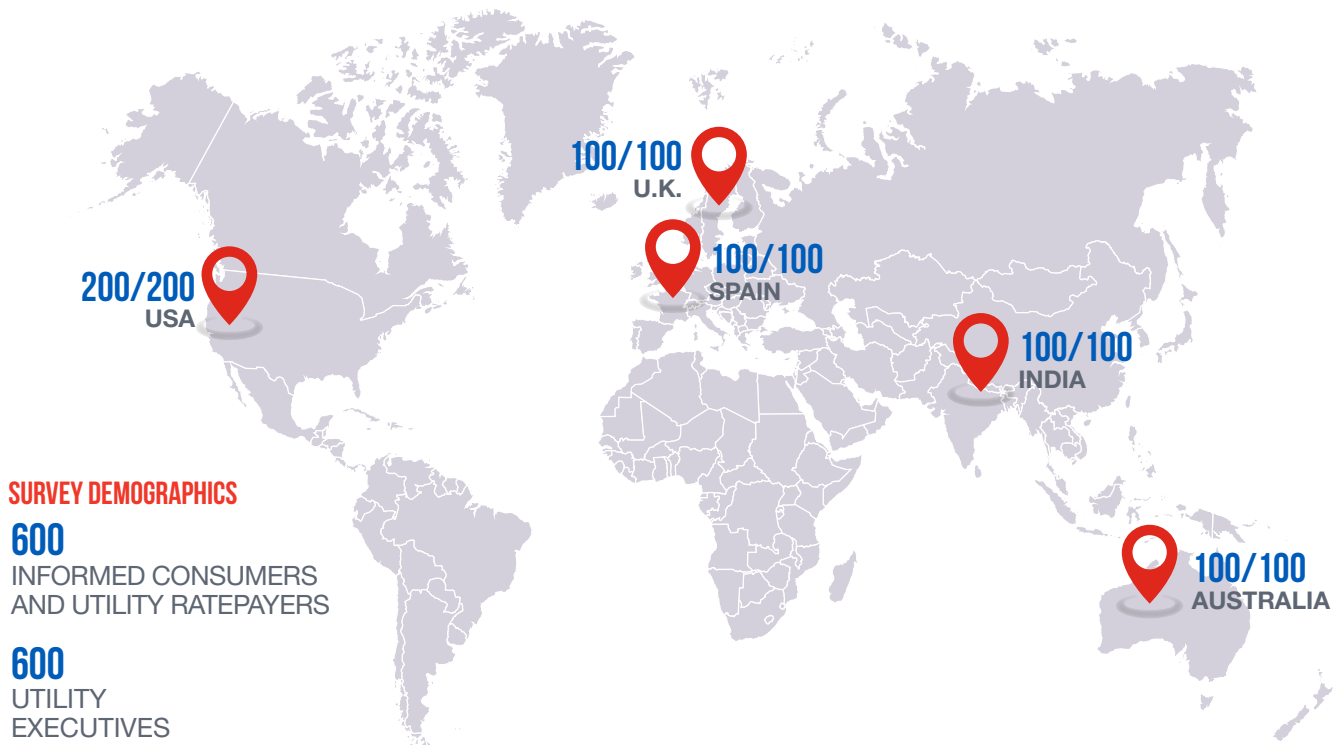 100/100
U.K.
100/100
SPAIN
200/200
USA
100/100
INDIA
SURVEY DEMOGRAPHICS
600
INFORMED CONSUMERS
AND UTILITY RATEPAYERS
100/100
AUSTRALIA
600
UTILITY
EXECUTIVES